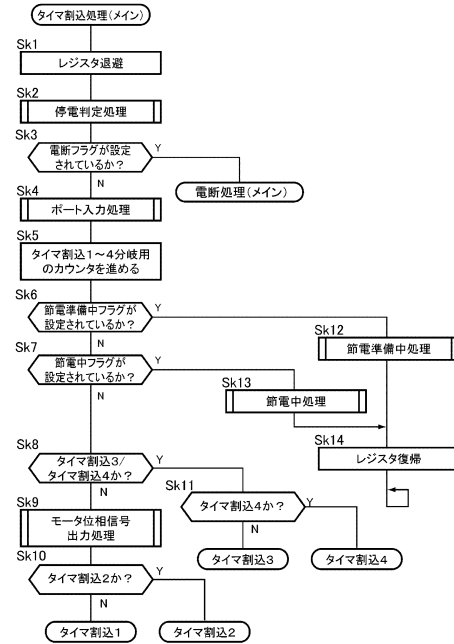 タイマ割込処理(メイン)
Sk1
レジスタ退避
Sk2
停電判定処理
Sk3
電断フラグが設定
されているか?
Y
N
電断処理(メイン)
Sk4
ポート入力処理
Sk5
タイマ割込1~4分岐用
のカウンタを進める
Sk6
節電準備中フラグが
設定されているか?
Y
N
Sk12
節電準備中処理
Sk7
節電中フラグが
設定されているか?
Y
N
Sk13
節電中処理
Sk14
レジスタ復帰
Sk8
タイマ割込3/
タイマ割込4か?
Y
N
Sk11
タイマ割込4か?
Y
N
タイマ割込3
タイマ割込4
Sk9
モータ位相信号
出力処理
Sk10
タイマ割込2か?
Y
N
タイマ割込1
タイマ割込2